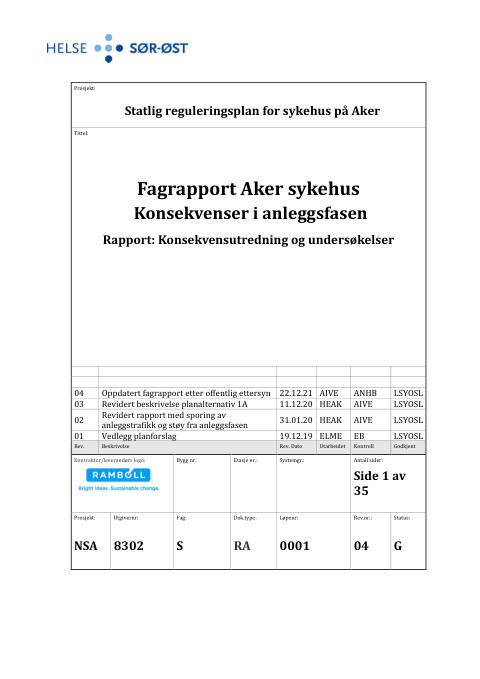 HELSE SØR-ØST
Prosjekt:
Statlig reguleringsplan for sykehus på Aker
Tittel:
Fagrapport Aker sykehus
Konsekvenser i anleggsfasen
Rapport: Konsekvensutredning og undersøkelser
04 Oppdatert fagrapport etter offentlig ettersyn 22.12.21 AIVE ANHB LSYOSL
03 Revidert beskrivelse planalternativ 1A 11.12.20 HEAK AIVE LSYOSL
02 Revidert rapport med sporing av anleggstrafikk og støy fra anleggsfasen 31.01.20 HEAK AIVE LSYOSL
01 Vedlegg planforslag 19.12.19 ELME EB LSYOSL
Rev. Beskrivelse Rev. Dato Utarbeidet Kontroll Godkjent
Kontraktor/leverandørs logo Bygg nr: Etasje nr.: Systemgr.: Antall sider:
RAMBOLL
Bright ideas. Sustainable change.
Side 1 av
35
Prosjekt: Utgivernr: Fag: Dok.type: Løpenr: Rev.nr.: Status:
NSA 8302 S RA 0001 04 G